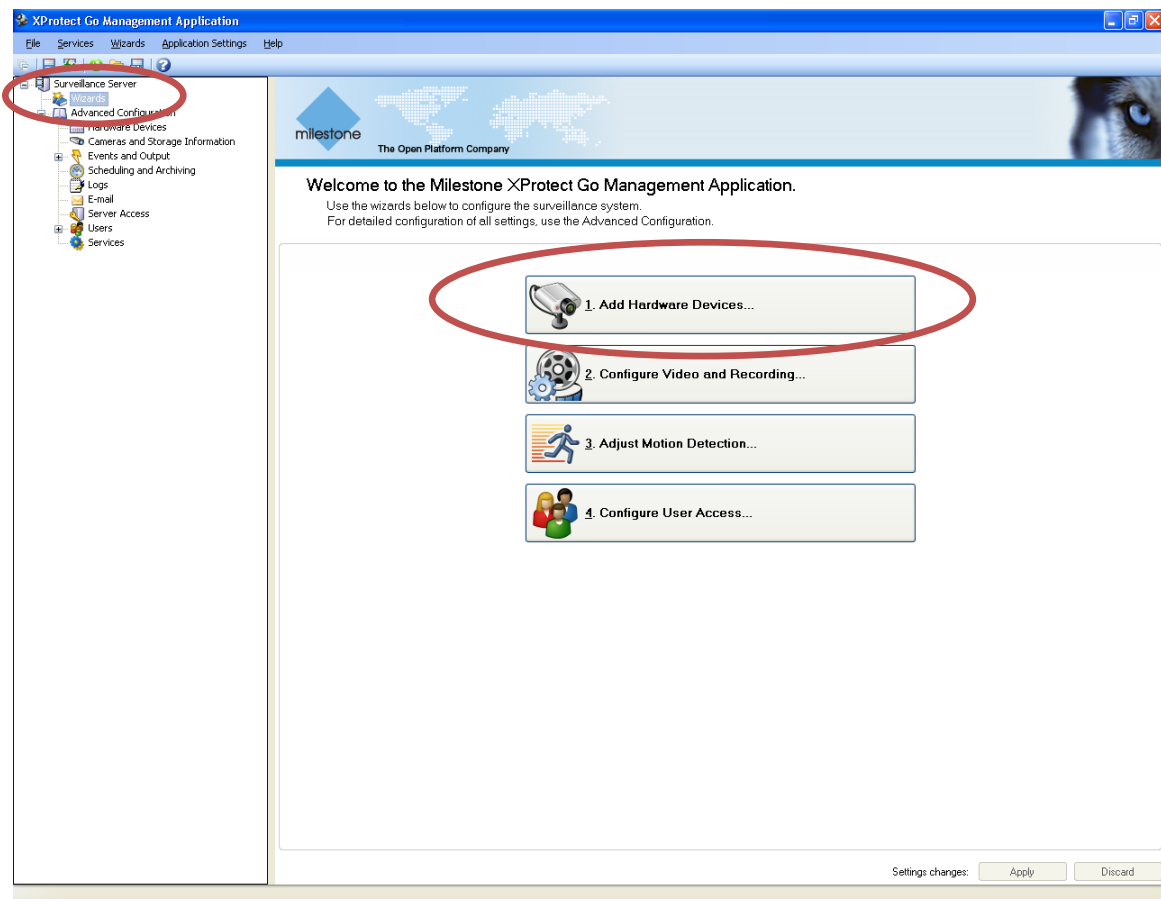 XProtect Go Management Application
File Services Wizards Application Settings Help
Surveillance Server
Wizards
Advanced Configuration
Hardware Devices
Cameras and Storage Information
Events and Output
Scheduling and Archiving
Logs
E-mail
Server Access
Users
Services
milestone
The Open Platform Company
Welcome to the Milestone XProtect Go Management Application.
Use the wizards below to configure the surveillance system.
For detailed configuration of all settings, use the Advanced Configuration.
1. Add Hardware Devices...
2. Configure Video and Recording...
3. Adjust Motion Detection...
4. Configure User Access...
Settings changes: Apply Discard